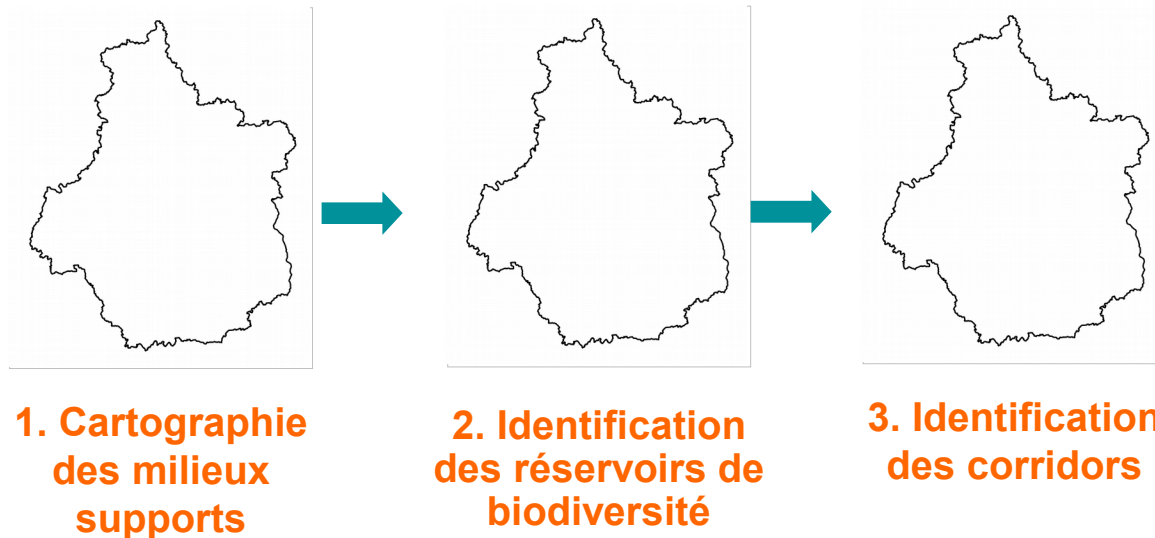 1. Cartographie
des milieux
supports
2. Identification
des réservoirs de
biodiversité
3. Identification
des corridors